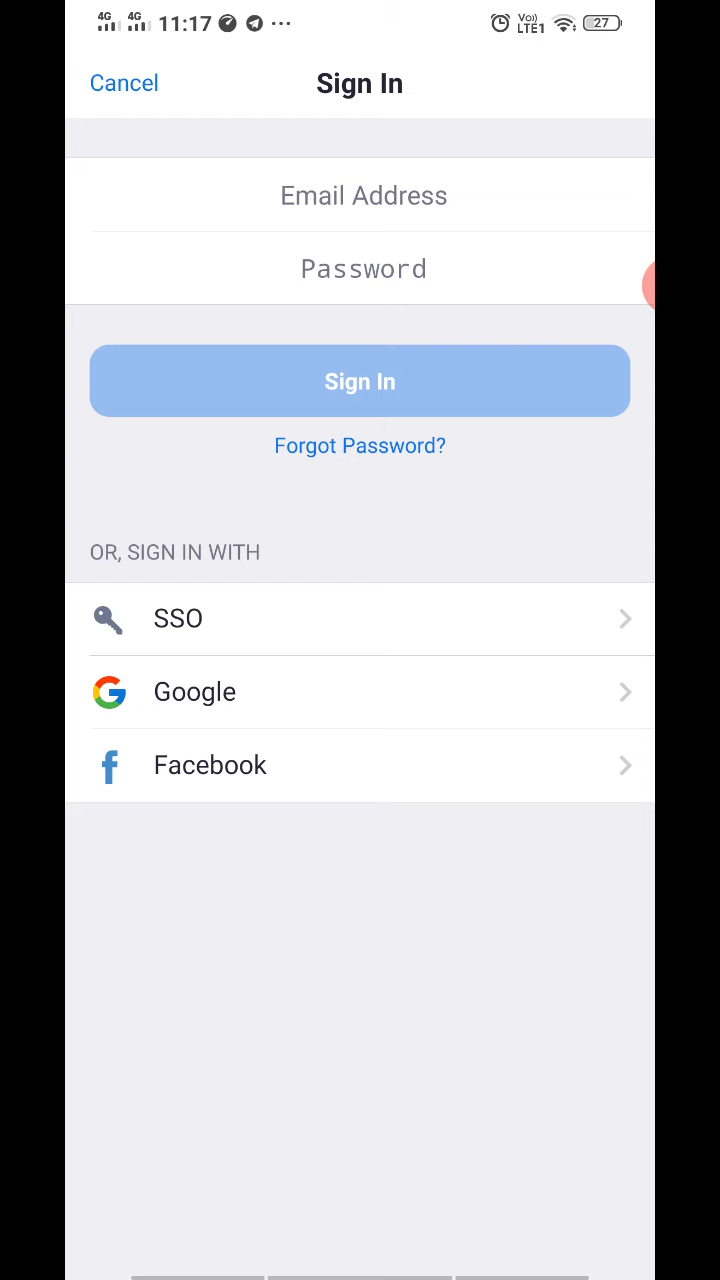 4G 4G 11:17 ... Vo) LTE1 27
Cancel Sign In
Email Address
Password
Sign In
Forgot Password?
OR, SIGN IN WITH
SSO
Google
Facebook